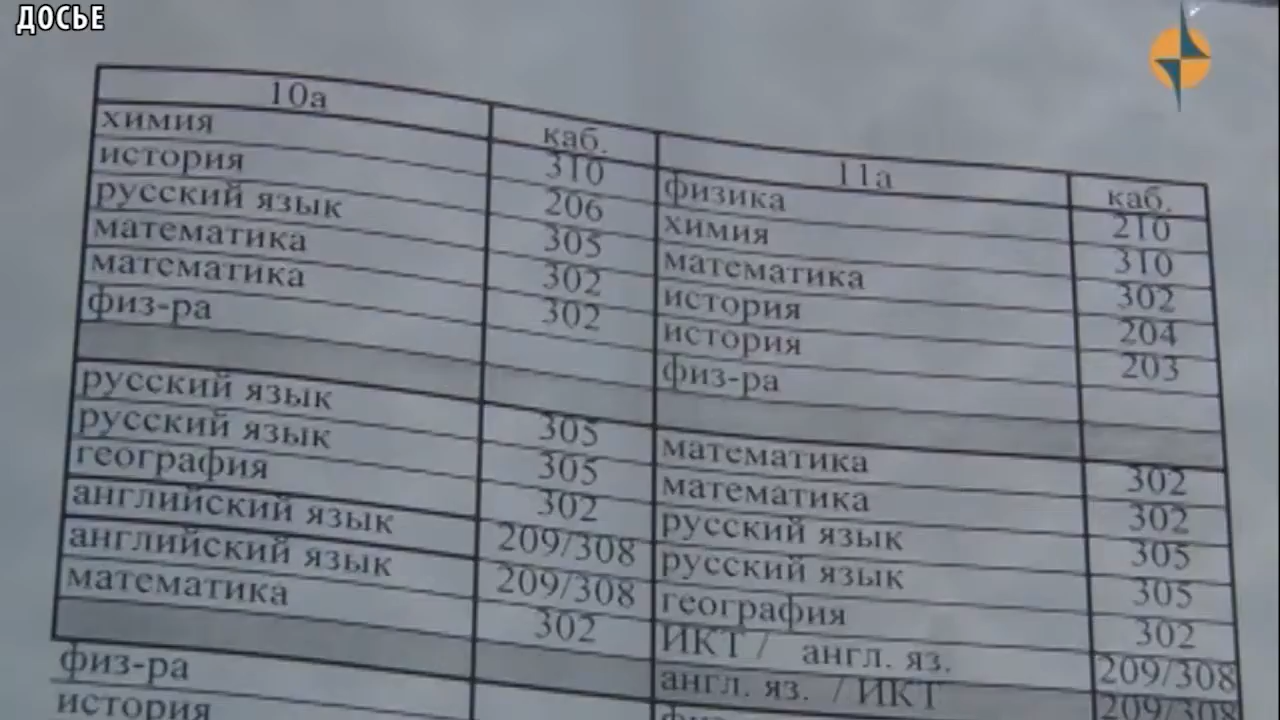 ДОСЬЕ
10а каб. 11а каб.
химия 310 физика 210
история 206 химия 310
русский язык 305 математика 302
математика 302 история 204
математика 302 история 203
физ-ра физ-ра
русский язык 305 математика 302
русский язык 305 математика 302
география 302 русский язык 305
английский язык 209/308 русский язык 305
английский язык 209/308 география 302
математика 302 ИКТ / англ. яз. 209/308
англ. яз. / ИКТ 209/308
физ-ра
история